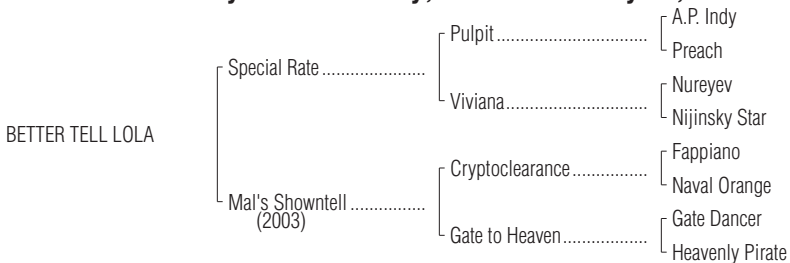 A.P. Indy
Pulpit
Preach
Special Rate
Nureyev
Viviana
Nijinsky Star
BETTER TELL LOLA
Fappiano
Cryptoclearance
Naval Orange
Mal's Showntell
(2003)
Gate Dancer
Gate to Heaven
Heavenly Pirate